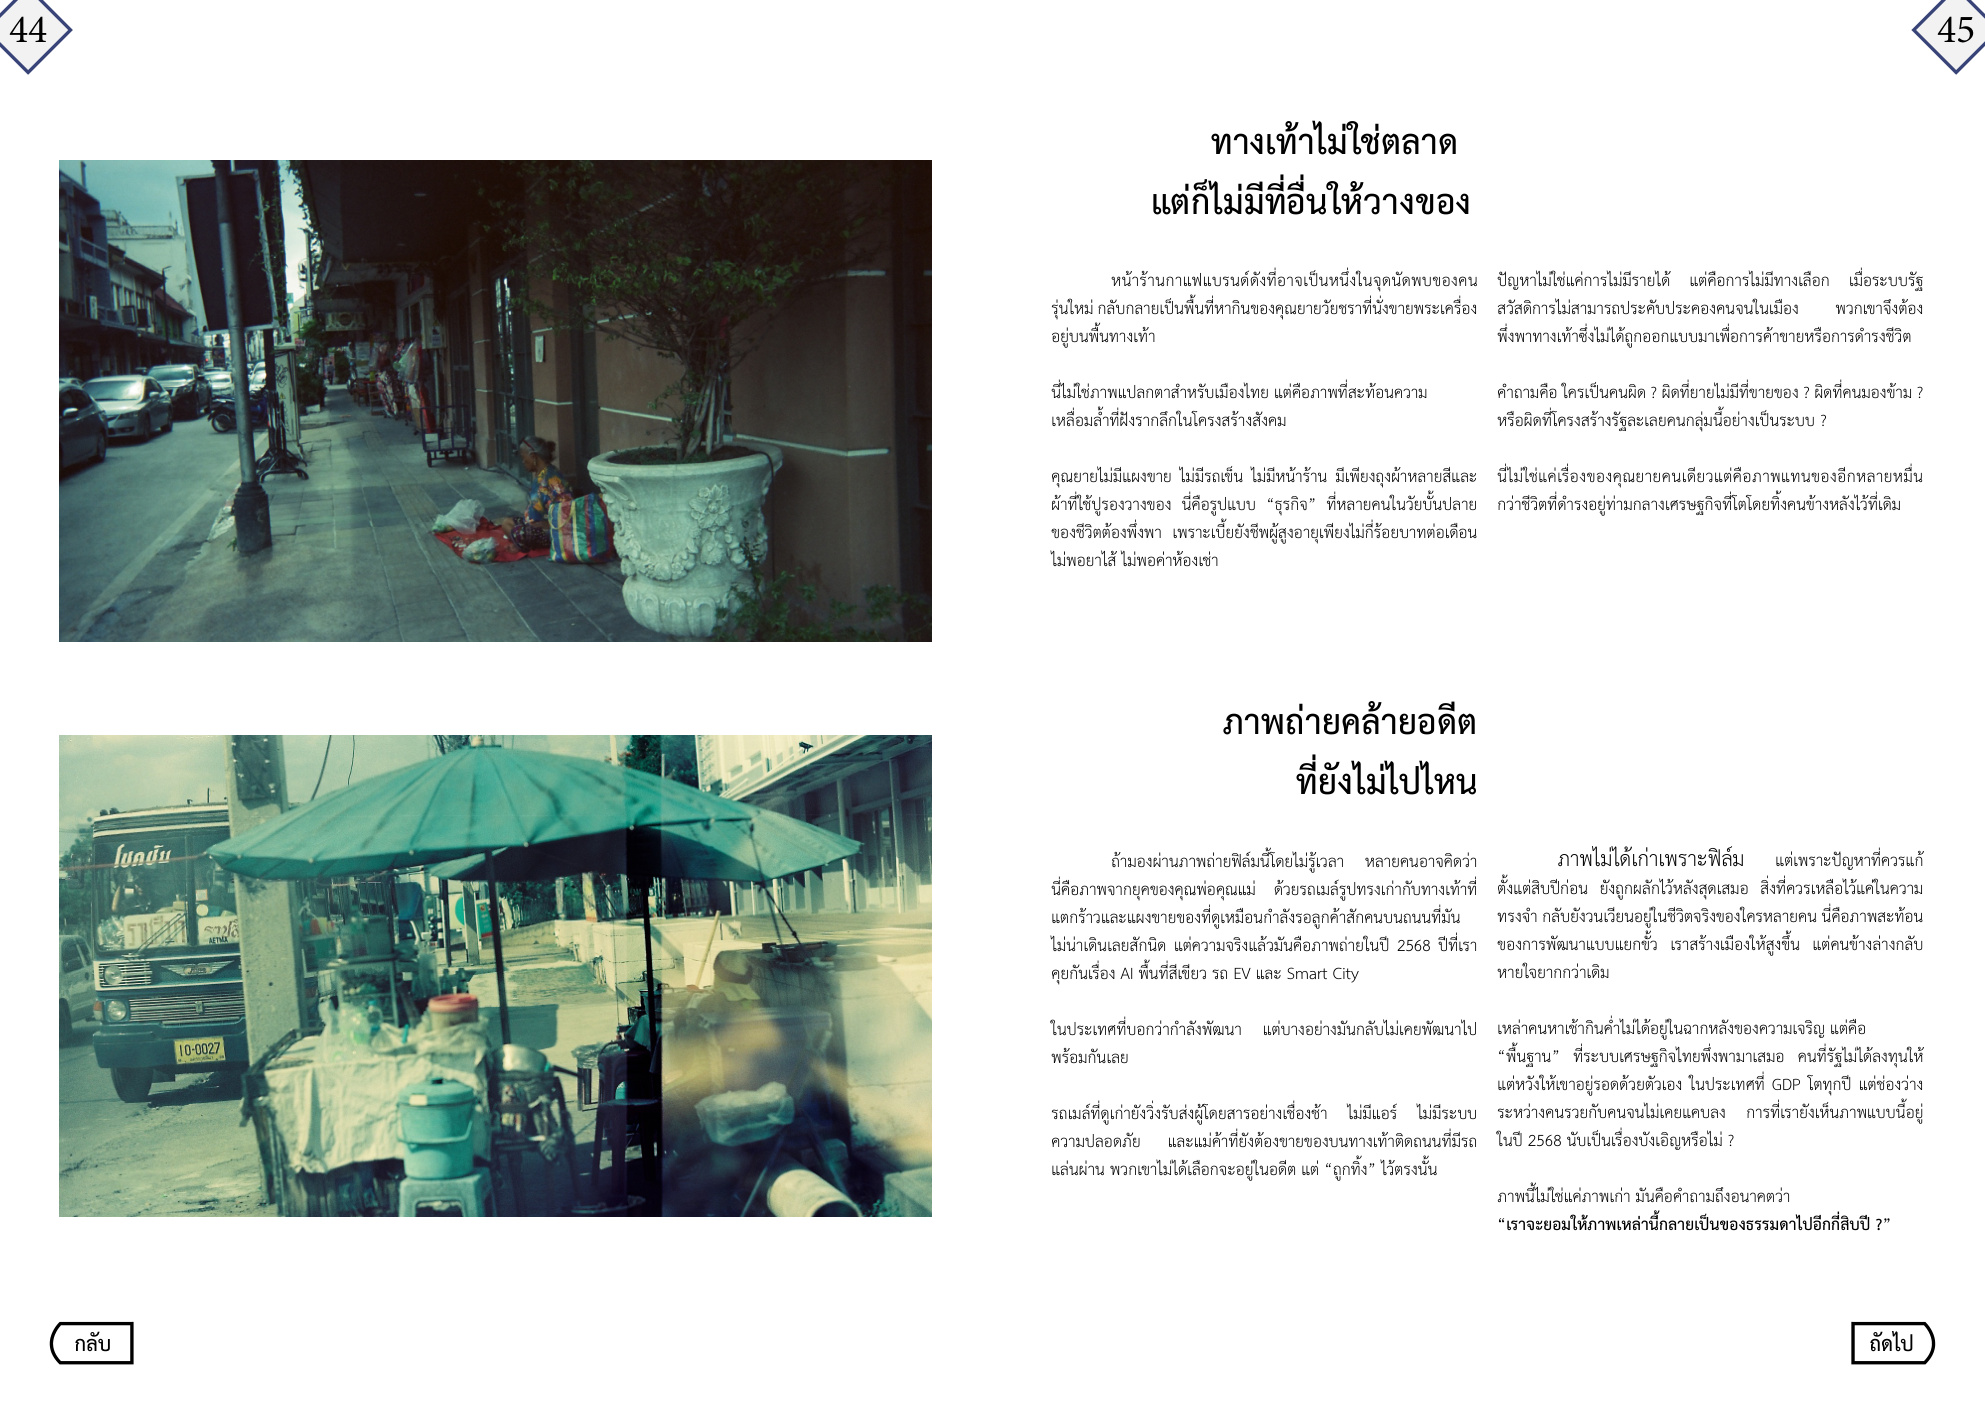 44
45
ทางเท้าไม่ใช่ตลาด
แต่ก็ไม่มีที่อื่นให้วางของ
หน้าร้านกาแฟแบรนด์ดังที่อาจเป็นหนึ่งในจุดนัดพบของคน
รุ่นใหม่ กลับกลายเป็นพื้นที่หากินของคุณยายวัยชราที่นั่งขายพระเครื่อง
อยู่บนพื้นทางเท้า
นี่ไม่ใช่ภาพแปลกตาสำหรับเมืองไทย แต่คือภาพที่สะท้อนความ
เหลื่อมล้ำที่ฝังรากลึกในโครงสร้างสังคม
คุณยายไม่มีแผงขาย ไม่มีรถเข็น ไม่มีหน้าร้าน มีเพียงถุงผ้าหลายสีและ
ผ้าที่ใช้ปูรองวางของ นี่คือรูปแบบ “ธุรกิจ” ที่หลายคนในวัยบั้นปลาย
ของชีวิตต้องพึ่งพา เพราะเบี้ยยังชีพผู้สูงอายุเพียงไม่กี่ร้อยบาทต่อเดือน
ไม่พอยาไส้ ไม่พอค่าห้องเช่า
ปัญหาไม่ใช่แค่การไม่มีรายได้ แต่คือการไม่มีทางเลือก เมื่อระบบรัฐ
สวัสดิการไม่สามารถประคับประคองคนจนในเมือง พวกเขาจึงต้อง
พึ่งพาทางเท้าซึ่งไม่ได้ถูกออกแบบมาเพื่อการค้าขายหรือการดำรงชีวิต
คำถามคือ ใครเป็นคนผิด ? ผิดที่ยายไม่มีที่ขายของ ? ผิดที่คนมองข้าม ?
หรือผิดที่โครงสร้างรัฐละเลยคนกลุ่มนี้อย่างเป็นระบบ ?
นี่ไม่ใช่แค่เรื่องของคุณยายคนเดียวแต่คือภาพแทนของอีกหลายหมื่น
กว่าชีวิตที่ดำรงอยู่ท่ามกลางเศรษฐกิจที่โตโดยทิ้งคนข้างหลังไว้ที่เดิม
ภาพถ่ายคล้ายอดีต
ที่ยังไม่ไปไหน
ถ้ามองผ่านภาพถ่ายฟิล์มนี้โดยไม่รู้เวลา หลายคนอาจคิดว่า
นี่คือภาพจากยุคของคุณพ่อคุณแม่ ด้วยรถเมล์รูปทรงเก่ากับทางเท้าที่
แตกร้าวและแผงขายของที่ดูเหมือนกำลังรอลูกค้าสักคนบนถนนที่มัน
ไม่น่าเดินเลยสักนิด แต่ความจริงแล้วมันคือภาพถ่ายในปี 2568 ปีที่เรา
คุยกันเรื่อง AI พื้นที่สีเขียว รถ EV และ Smart City
ในประเทศที่บอกว่ากำลังพัฒนา แต่บางอย่างมันกลับไม่เคยพัฒนาไป
พร้อมกันเลย
รถเมล์ที่ดูเก่ายังวิ่งรับส่งผู้โดยสารอย่างเชื่องช้า ไม่มีแอร์ ไม่มีระบบ
ความปลอดภัย และแม่ค้าที่ยังต้องขายของบนทางเท้าติดถนนที่มีรถ
แล่นผ่าน พวกเขาไม่ได้เลือกจะอยู่ในอดีต แต่ “ถูกทิ้ง” ไว้ตรงนั้น
ภาพไม่ได้เก่าเพราะฟิล์ม แต่เพราะปัญหาที่ควรแก้
ตั้งแต่สิบปีก่อน ยังถูกผลักไว้หลังสุดเสมอ สิ่งที่ควรเหลือไว้แค่ในความ
ทรงจำ กลับยังวนเวียนอยู่ในชีวิตจริงของใครหลายคน นี่คือภาพสะท้อน
ของการพัฒนาแบบแยกขั้ว เราสร้างเมืองให้สูงขึ้น แต่คนข้างล่างกลับ
หายใจยากกว่าเดิม
เหล่าคนหาเช้ากินค่ำไม่ได้อยู่ในฉากหลังของความเจริญ แต่คือ
“พื้นฐาน” ที่ระบบเศรษฐกิจไทยพึ่งพามาเสมอ คนที่รัฐไม่ได้ลงทุนให้
แต่หวังให้เขาอยู่รอดด้วยตัวเอง ในประเทศที่ GDP โตทุกปี แต่ช่องว่าง
ระหว่างคนรวยกับคนจนไม่เคยแคบลง การที่เรายังเห็นภาพแบบนี้อยู่
ในปี 2568 นับเป็นเรื่องบังเอิญหรือไม่ ?
ภาพนี้ไม่ใช่แค่ภาพเก่า มันคือคำถามถึงอนาคตว่า
“เราจะยอมให้ภาพเหล่านี้กลายเป็นของธรรมดาไปอีกกี่สิบปี ?”
โชคชัย
AETMA
10-0027
กลับ
ถัดไป